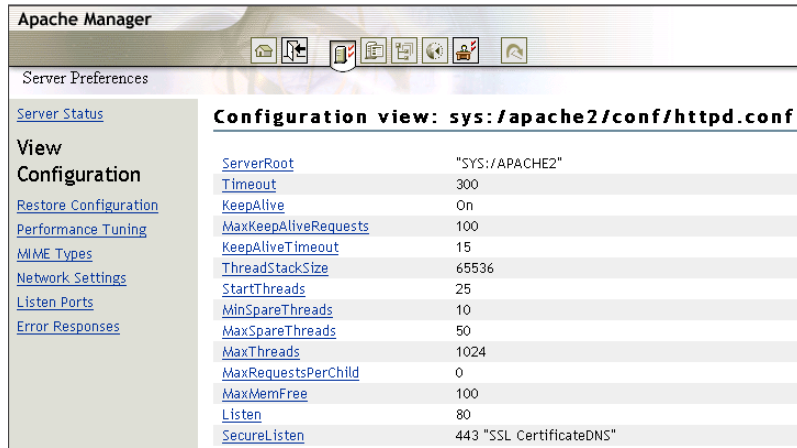 Apache Manager
Server Preferences
Server Status
View
Configuration
Restore Configuration
Performance Tuning
MIME Types
Network Settings
Listen Ports
Error Responses
Configuration view: sys:/apache2/conf/httpd.conf
ServerRoot "SYS:/APACHE2"
Timeout 300
KeepAlive On
MaxKeepAliveRequests 100
KeepAliveTimeout 15
ThreadStackSize 65536
StartThreads 25
MinSpareThreads 10
MaxSpareThreads 50
MaxThreads 1024
MaxRequestsPerChild 0
MaxMemFree 100
Listen 80
SecureListen 443 "SSL CertificateDNS"